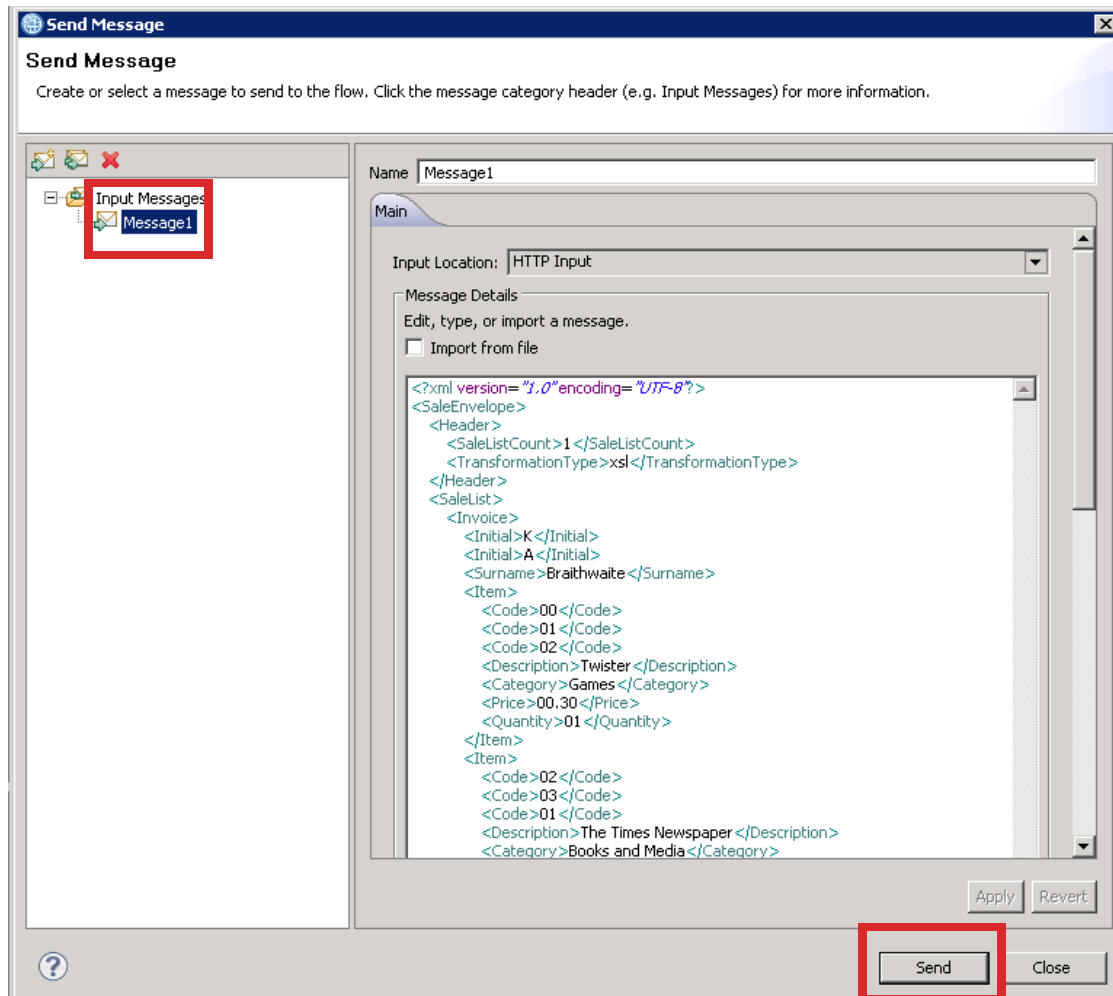 Send Message
Send Message
Create or select a message to send to the flow. Click the message category header (e.g. Input Messages) for more information.
Input Messages
Message1
Name Message1
Main
Input Location: HTTP Input
Message Details
Edit, type, or import a message.
Import from file
<?xml version="1.0"encoding="UTF-8"?>
<SaleEnvelope>
<Header>
<SaleListCount>1</SaleListCount>
<TransformationType>xsl</TransformationType>
</Header>
<SaleList>
<Invoice>
<Initial>K</Initial>
<Initial>A</Initial>
<Surname>Braithwaite</Surname>
<Item>
<Code>00</Code>
<Code>01</Code>
<Code>02</Code>
<Description>Twister</Description>
<Category>Games</Category>
<Price>00.30</Price>
<Quantity>01</Quantity>
</Item>
<Item>
<Code>02</Code>
<Code>03</Code>
<Code>01</Code>
<Description>The Times Newspaper</Description>
<Category>Books and Media</Category>
Apply Revert
? Send Close